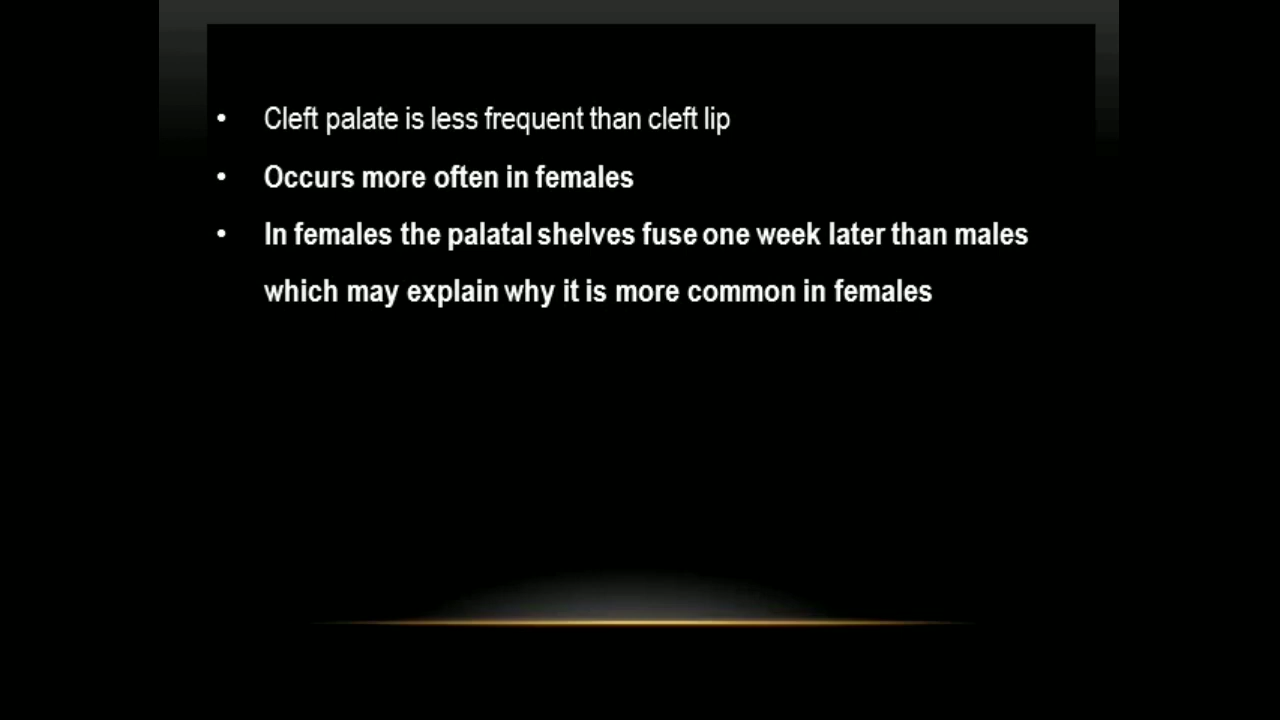 • Cleft palate is less frequent than cleft lip
• Occurs more often in females
• In females the palatal shelves fuse one week later than males
which may explain why it is more common in females